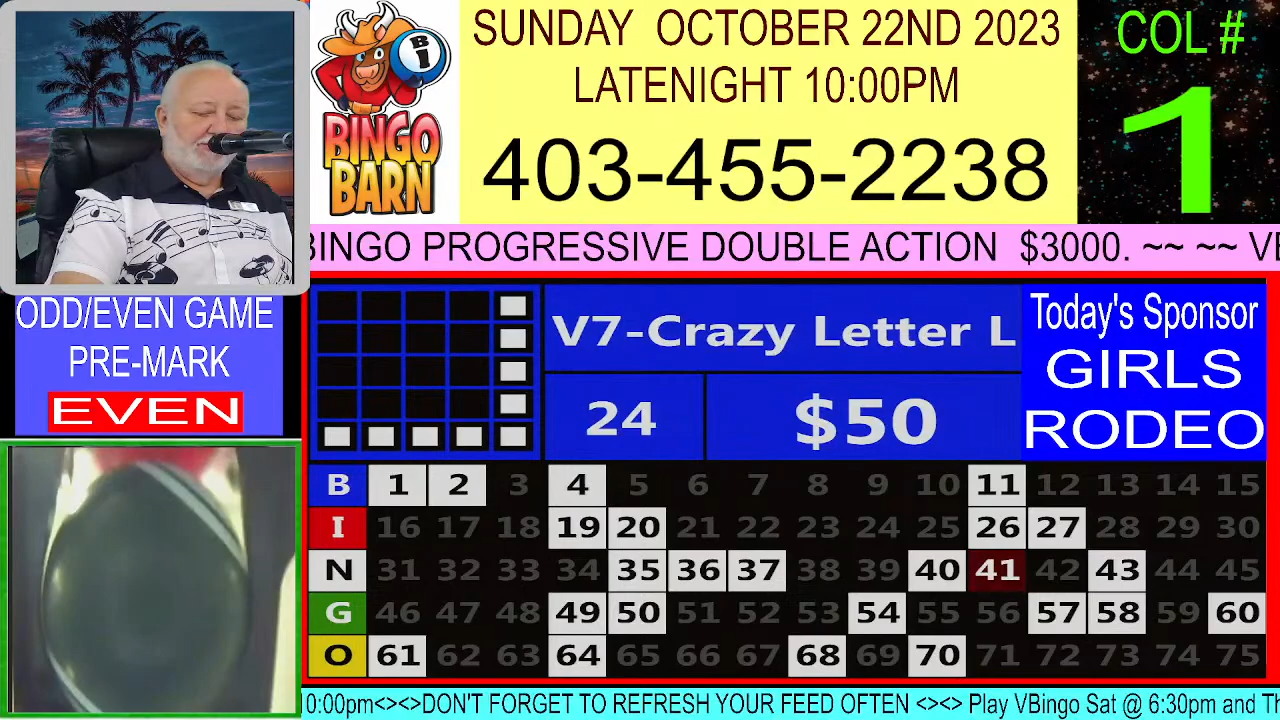 SUNDAY OCTOBER 22ND 2023
LATENIGHT 10:00PM
403-455-2238
B
I
BINGO
BARN
COL #
1
BINGO PROGRESSIVE DOUBLE ACTION $3000. ~~ ~~
ODD/EVEN GAME
PRE-MARK
EVEN
V7-Crazy Letter L
24 $50
Today's Sponsor
GIRLS
RODEO
B 1 2 3 4 5 6 7 8 9 10 11 12 13 14 15
I 16 17 18 19 20 21 22 23 24 25 26 27 28 29 30
N 31 32 33 34 35 36 37 38 39 40 41 42 43 44 45
G 46 47 48 49 50 51 52 53 54 55 56 57 58 59 60
O 61 62 63 64 65 66 67 68 69 70 71 72 73 74 75
0:00pm<><>DON'T FORGET TO REFRESH YOUR FEED OFTEN <><> Play VBingo Sat @ 6:30pm and